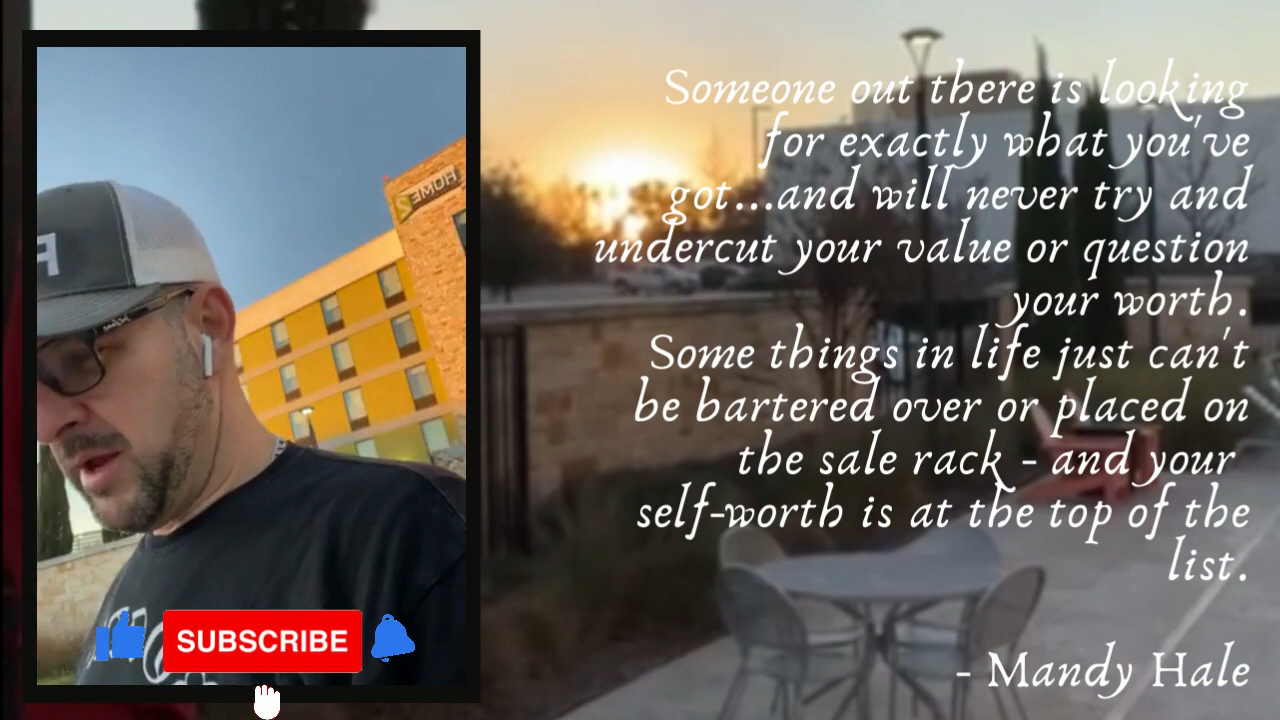 Someone out there is looking
for exactly what you've
got...and will never try and
undercut your value or question
your worth.
Some things in life just can't
be bartered over or placed on
the sale rack - and your
self-worth is at the top of the
list.
- Mandy Hale
HOME2
SUBSCRIBE